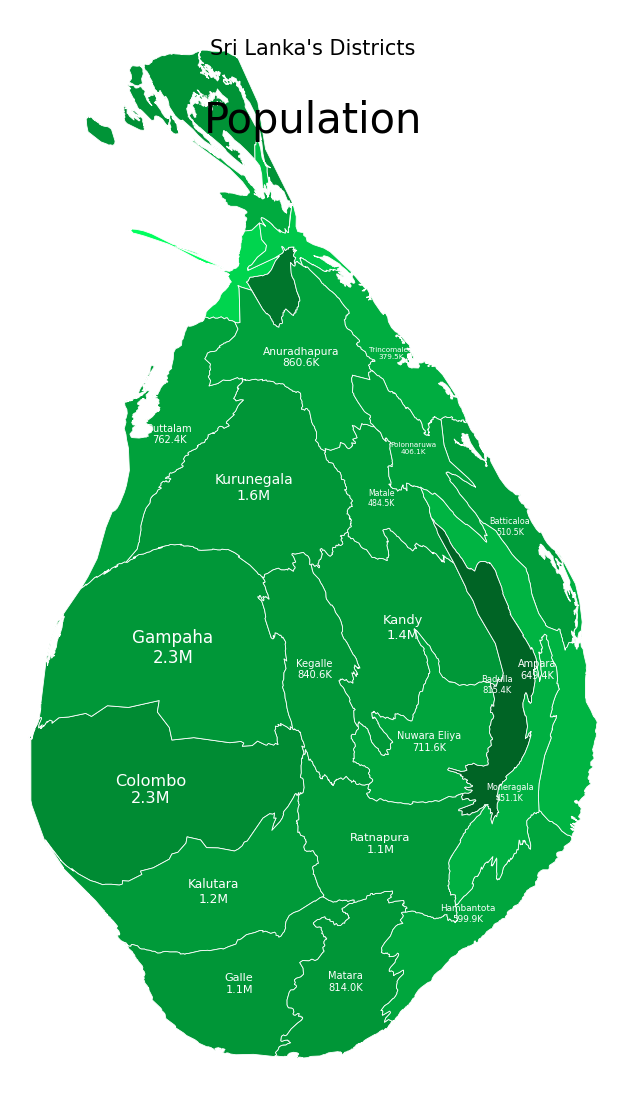 Sri Lanka's Districts
Population
Trincomalee
379.5K
Anuradhapura
860.6K
Puttalam
762.4K
Polonnaruwa
406.1K
Kurunegala
1.6M
Matale
484.5K
Batticaloa
510.5K
Kandy
1.4M
Gampaha
2.3M
Kegalle
840.6K
Ampara
649.4K
Badulla
815.4K
Nuwara Eliya
711.6K
Colombo
2.3M
Moneragala
451.1K
Ratnapura
1.1M
Kalutara
1.2M
Hambantota
599.9K
Galle
1.1M
Matara
814.0K